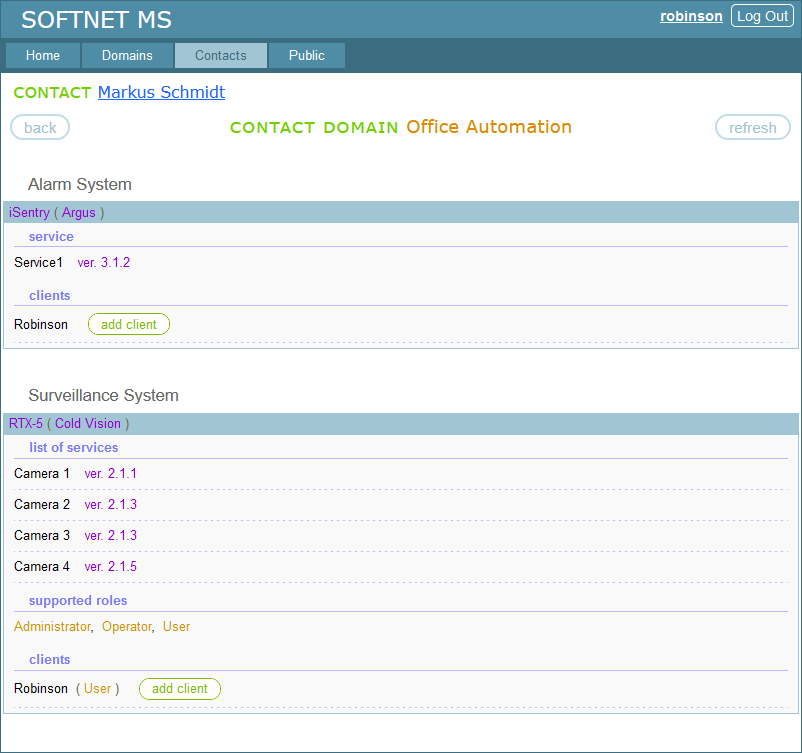 SOFTNET MS
robinson Log Out
Home Domains Contacts Public
CONTACT Markus Schmidt
back CONTACT DOMAIN Office Automation refresh
Alarm System
iSentry ( Argus )
service
Service1 ver. 3.1.2
clients
Robinson add client
Surveillance System
RTX-5 ( Cold Vision )
list of services
Camera 1 ver. 2.1.1
Camera 2 ver. 2.1.3
Camera 3 ver. 2.1.3
Camera 4 ver. 2.1.5
supported roles
Administrator, Operator, User
clients
Robinson ( User ) add client